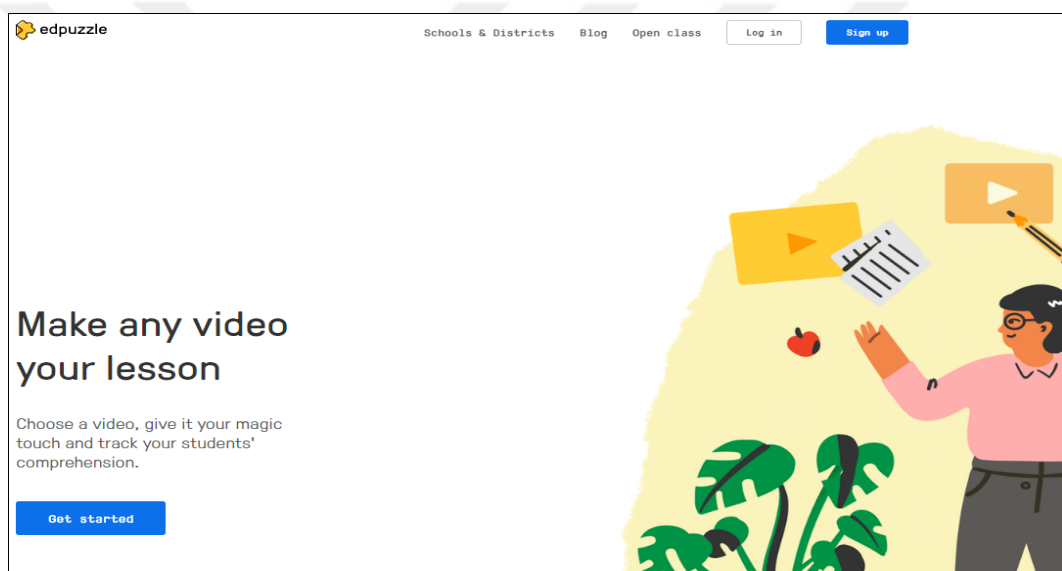 edpuzzle
Schools & Districts Blog Open class Log in Sign up
Make any video
your lesson
Choose a video, give it your magic
touch and track your students'
comprehension.
Get started